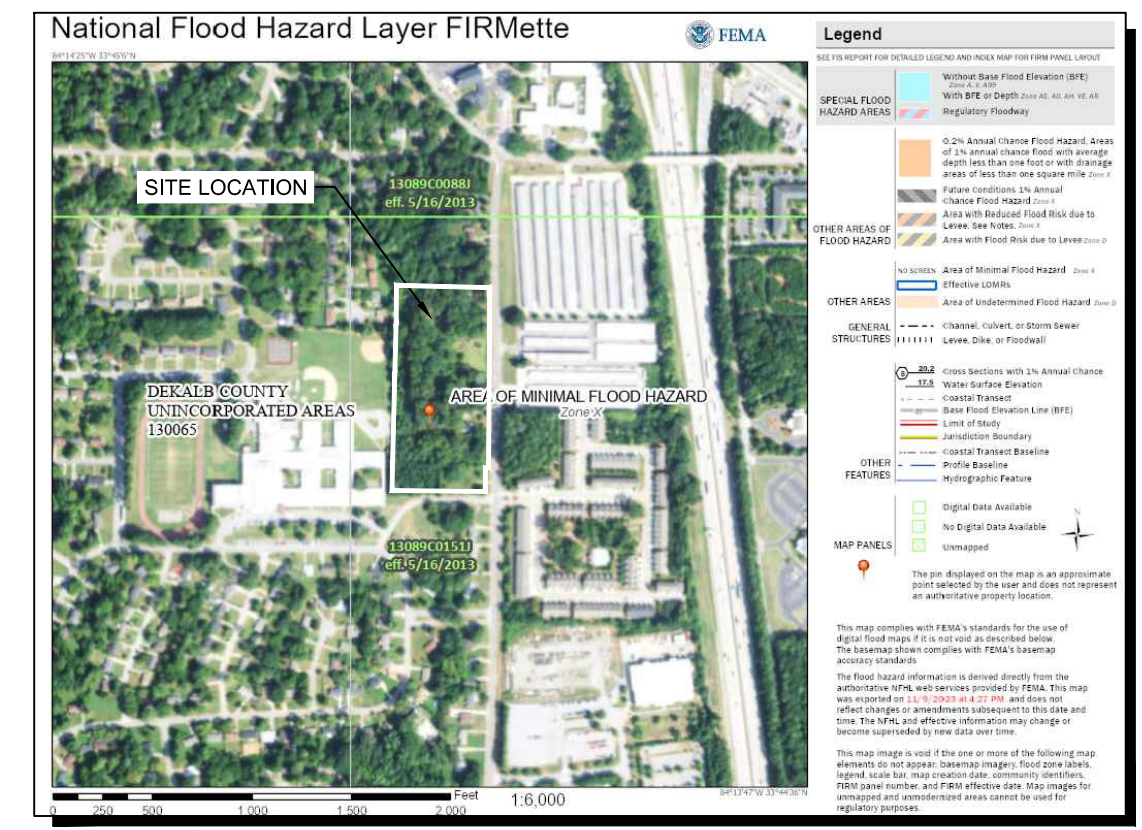 National Flood Hazard Layer FIRMette
FEMA
84°14'25"W 33°45'6"N
SITE LOCATION
13089C0088J
eff. 5/16/2013
DEKALB COUNTY
UNINCORPORATED AREAS
130065
AREA OF MINIMAL FLOOD HAZARD
Zone X
13089C0151J
eff. 5/16/2013
Feet
0 250 500 1,000 1,500 2,000
1:6,000
84°13'47"W 33°44'36"N
Legend
SEE FIS REPORT FOR DETAILED LEGEND AND INDEX MAP FOR FIRM PANEL LAYOUT
SPECIAL FLOOD
HAZARD AREAS
Without Base Flood Elevation (BFE)
Zone A, V, A99
With BFE or Depth Zone AE, AO, AH, VE, AR
Regulatory Floodway
OTHER AREAS OF
FLOOD HAZARD
0.2% Annual Chance Flood Hazard, Areas
of 1% annual chance flood with average
depth less than one foot or with drainage
areas of less than one square mile Zone X
Future Conditions 1% Annual
Chance Flood Hazard Zone X
Area with Reduced Flood Risk due to
Levee. See Notes. Zone X
Area with Flood Risk due to Levee Zone D
OTHER AREAS
NO SCREEN Area of Minimal Flood Hazard Zone X
Effective LOMRs
Area of Undetermined Flood Hazard Zone D
GENERAL
STRUCTURES
Channel, Culvert, or Storm Sewer
Levee, Dike, or Floodwall
OTHER
FEATURES
B 20.2 Cross Sections with 1% Annual Chance
17.5 Water Surface Elevation
Coastal Transect
Base Flood Elevation Line (BFE)
Limit of Study
Jurisdiction Boundary
Coastal Transect Baseline
Profile Baseline
Hydrographic Feature
MAP PANELS
Digital Data Available
No Digital Data Available
Unmapped
N
The pin displayed on the map is an approximate
point selected by the user and does not represent
an authoritative property location.
This map complies with FEMA's standards for the use of
digital flood maps if it is not void as described below.
The basemap shown complies with FEMA's basemap
accuracy standards
The flood hazard information is derived directly from the
authoritative NFHL web services provided by FEMA. This map
was exported on 11/9/2023 at 4:27 PM and does not
reflect changes or amendments subsequent to this date and
time. The NFHL and effective information may change or
become superseded by new data over time.
This map image is void if the one or more of the following map
elements do not appear: basemap imagery, flood zone labels,
legend, scale bar, map creation date, community identifiers,
FIRM panel number, and FIRM effective date. Map images for
unmapped and unmodernized areas cannot be used for
regulatory purposes.